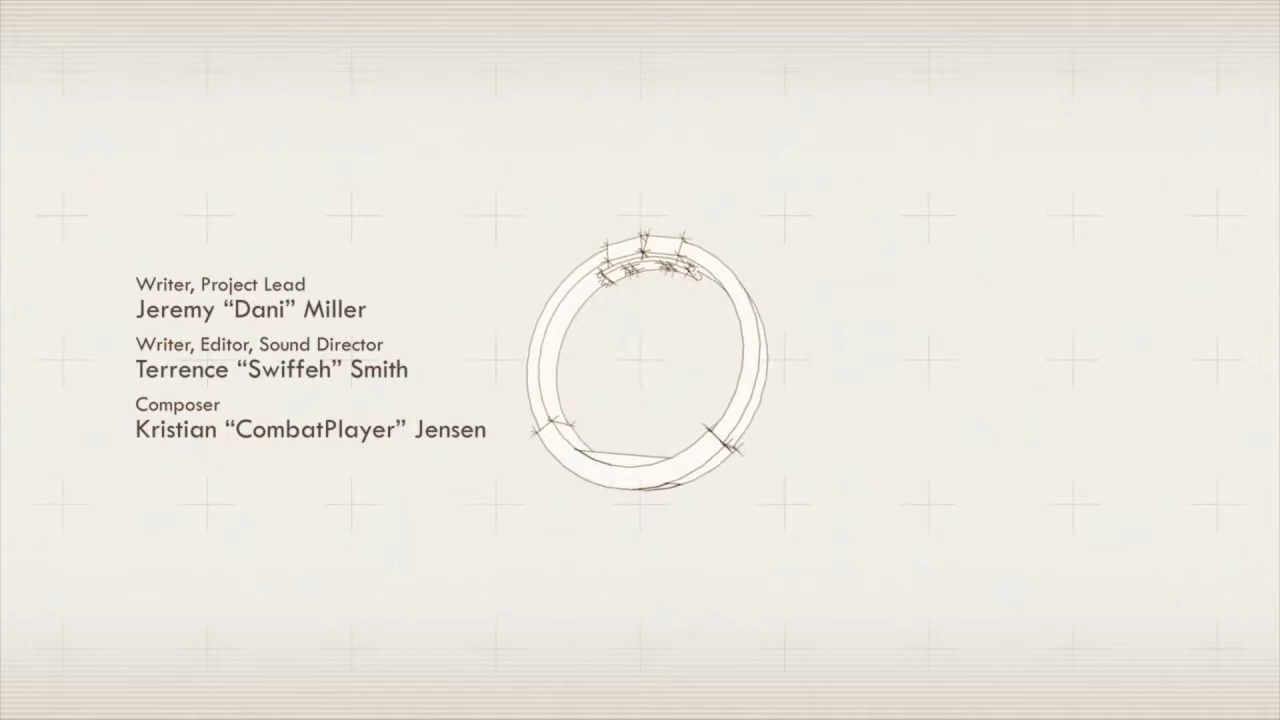 Writer, Project Lead
Jeremy “Dani” Miller
Writer, Editor, Sound Director
Terrence “Swiffeh” Smith
Composer
Kristian “CombatPlayer” Jensen